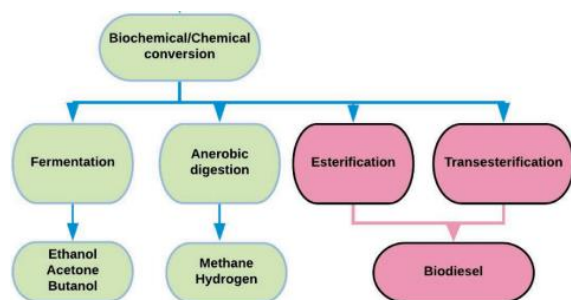 Biochemical/Chemical
conversion
Fermentation
Anerobic
digestion
Esterification
Transesterification
Ethanol
Acetone
Butanol
Methane
Hydrogen
Biodiesel